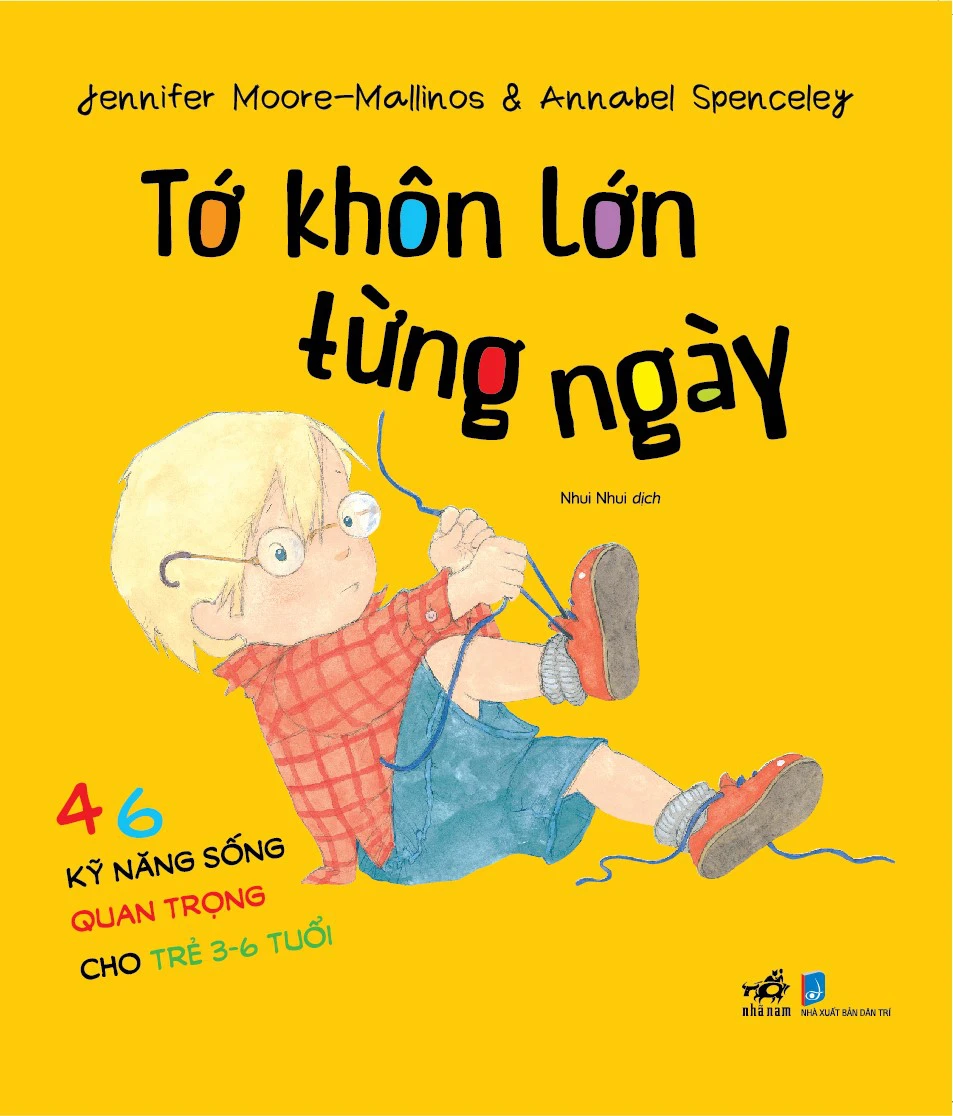 Jennifer Moore-Mallinos & Annabel Spenceley
Tớ khôn lớn
từng ngày
Nhui Nhui dịch
46
KỸ NĂNG SỐNG
QUAN TRỌNG
CHO TRẺ 3-6 TUỔI
nhã nam
NHÀ XUẤT BẢN DÂN TRÍ